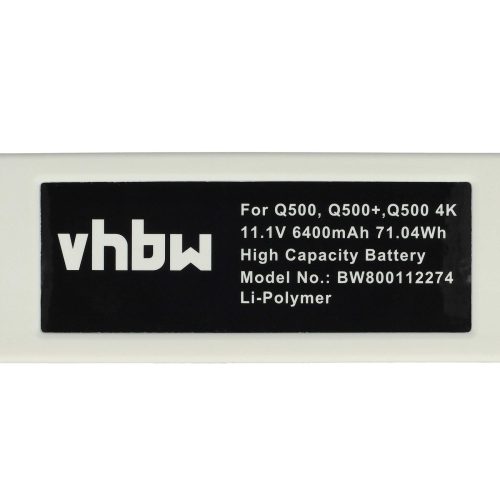 vhbw
For Q500, Q500+,Q500 4K
11.1V 6400mAh 71.04Wh
High Capacity Battery
Model No.: BW800112274
Li-Polymer